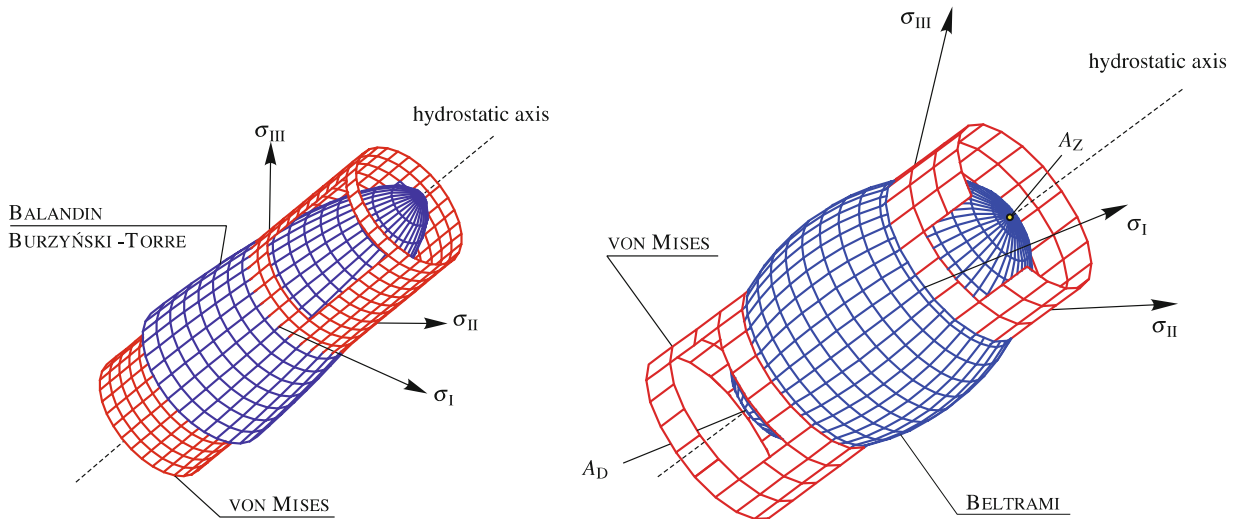 σIII
hydrostatic axis
BALANDIN
BURZYŃSKI -TORRE
σII
σI
VON MISES
σIII
hydrostatic axis
AZ
σI
VON MISES
σII
AD
BELTRAMI